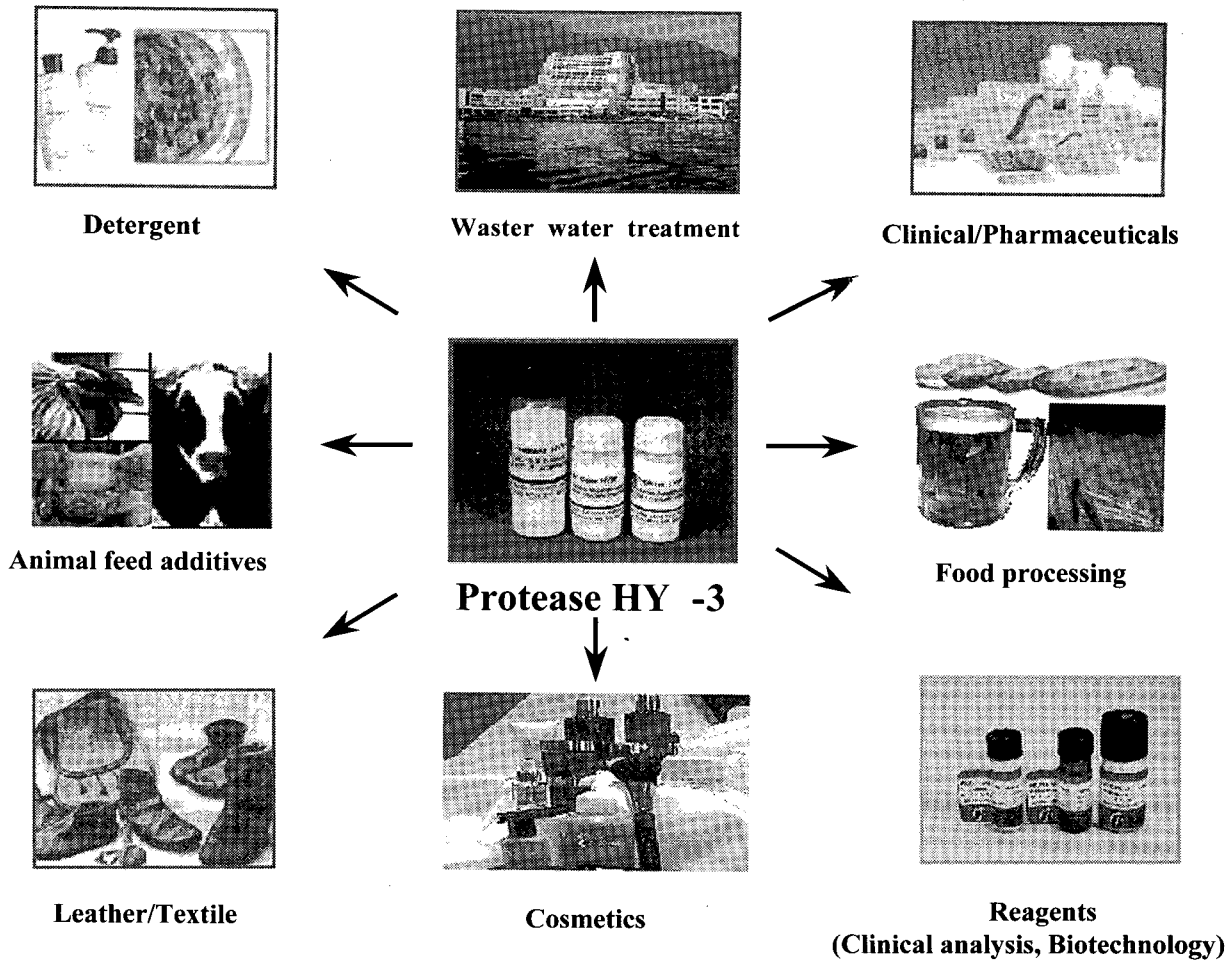 Detergent
Waster water treatment
Clinical/Pharmaceuticals
Animal feed additives
Protease HY -3
Food processing
Leather/Textile
Cosmetics
Reagents
(Clinical analysis, Biotechnology)